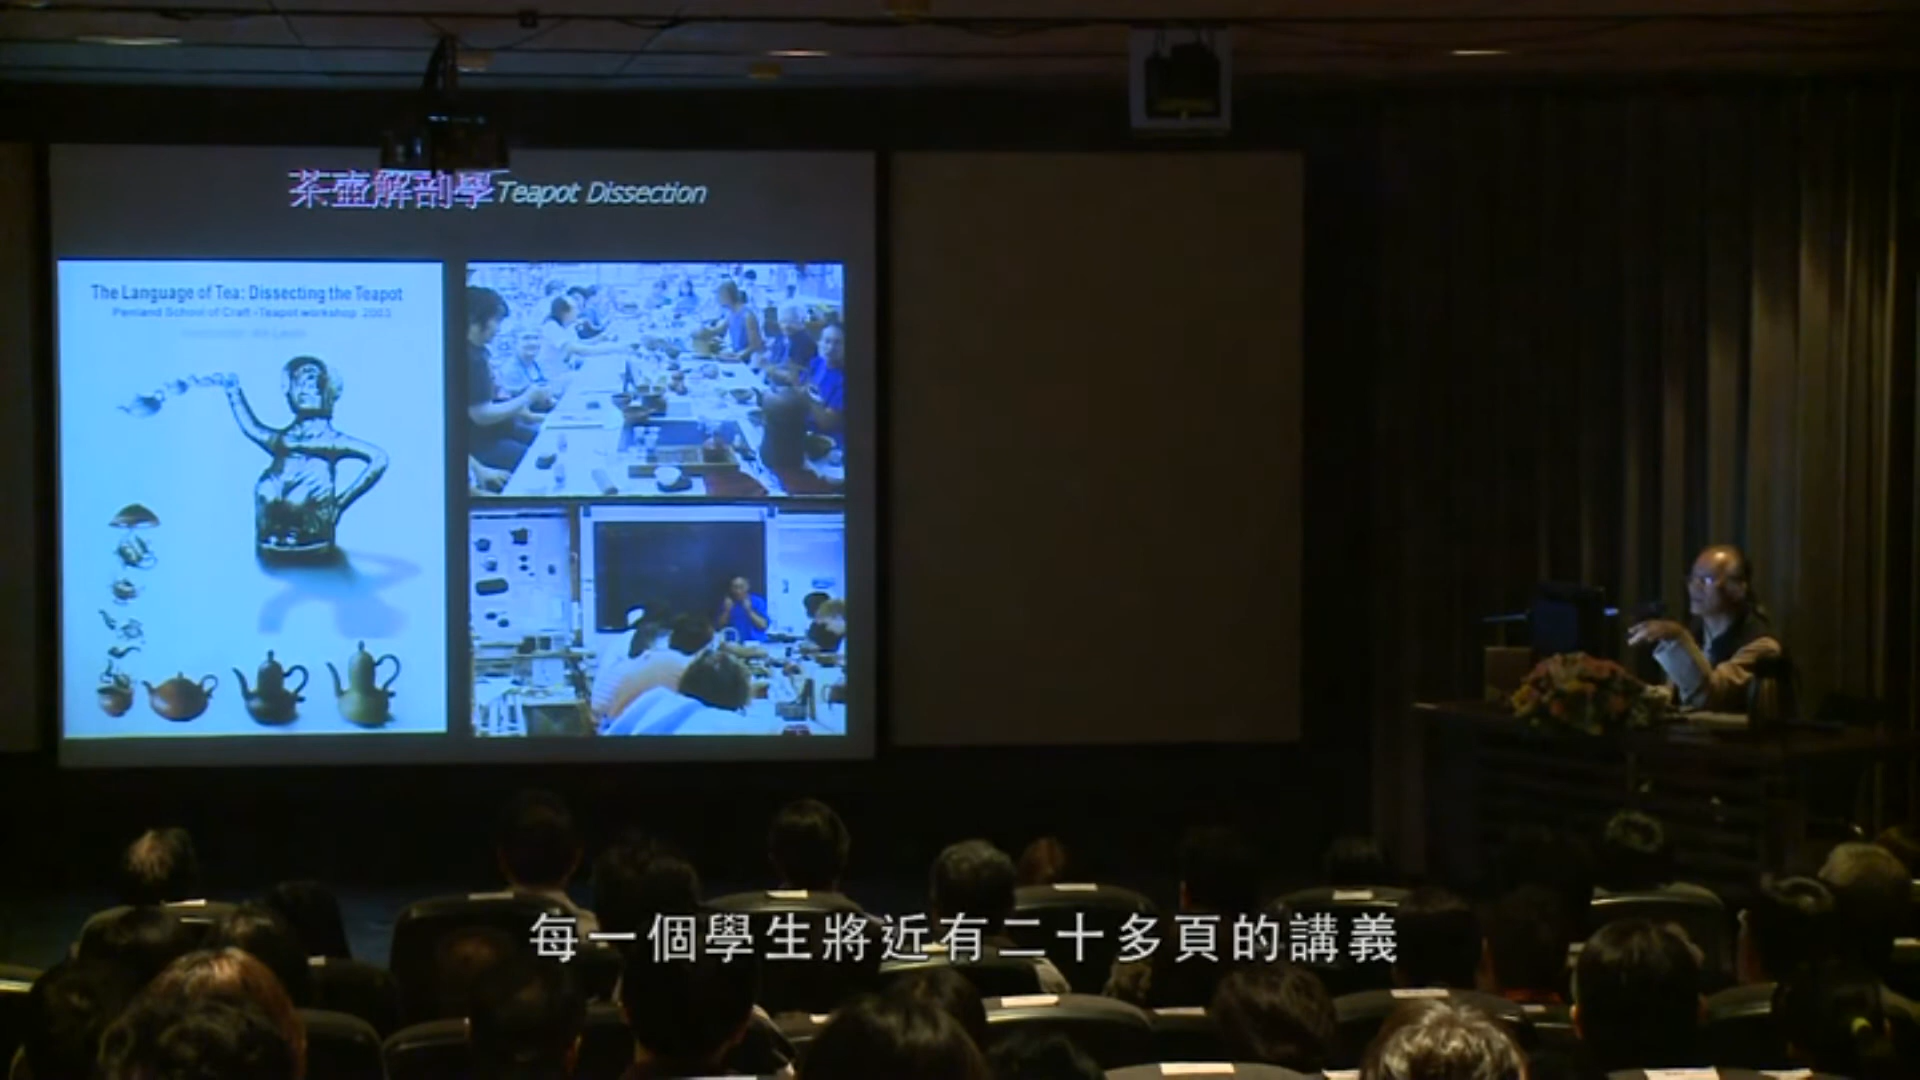 茶壺解剖學 Teapot Dissection
The Language of Tea: Dissecting the Teapot
Penland School of Craft - Teapot workshop 2003
每一個學生將近有二十多頁的講義